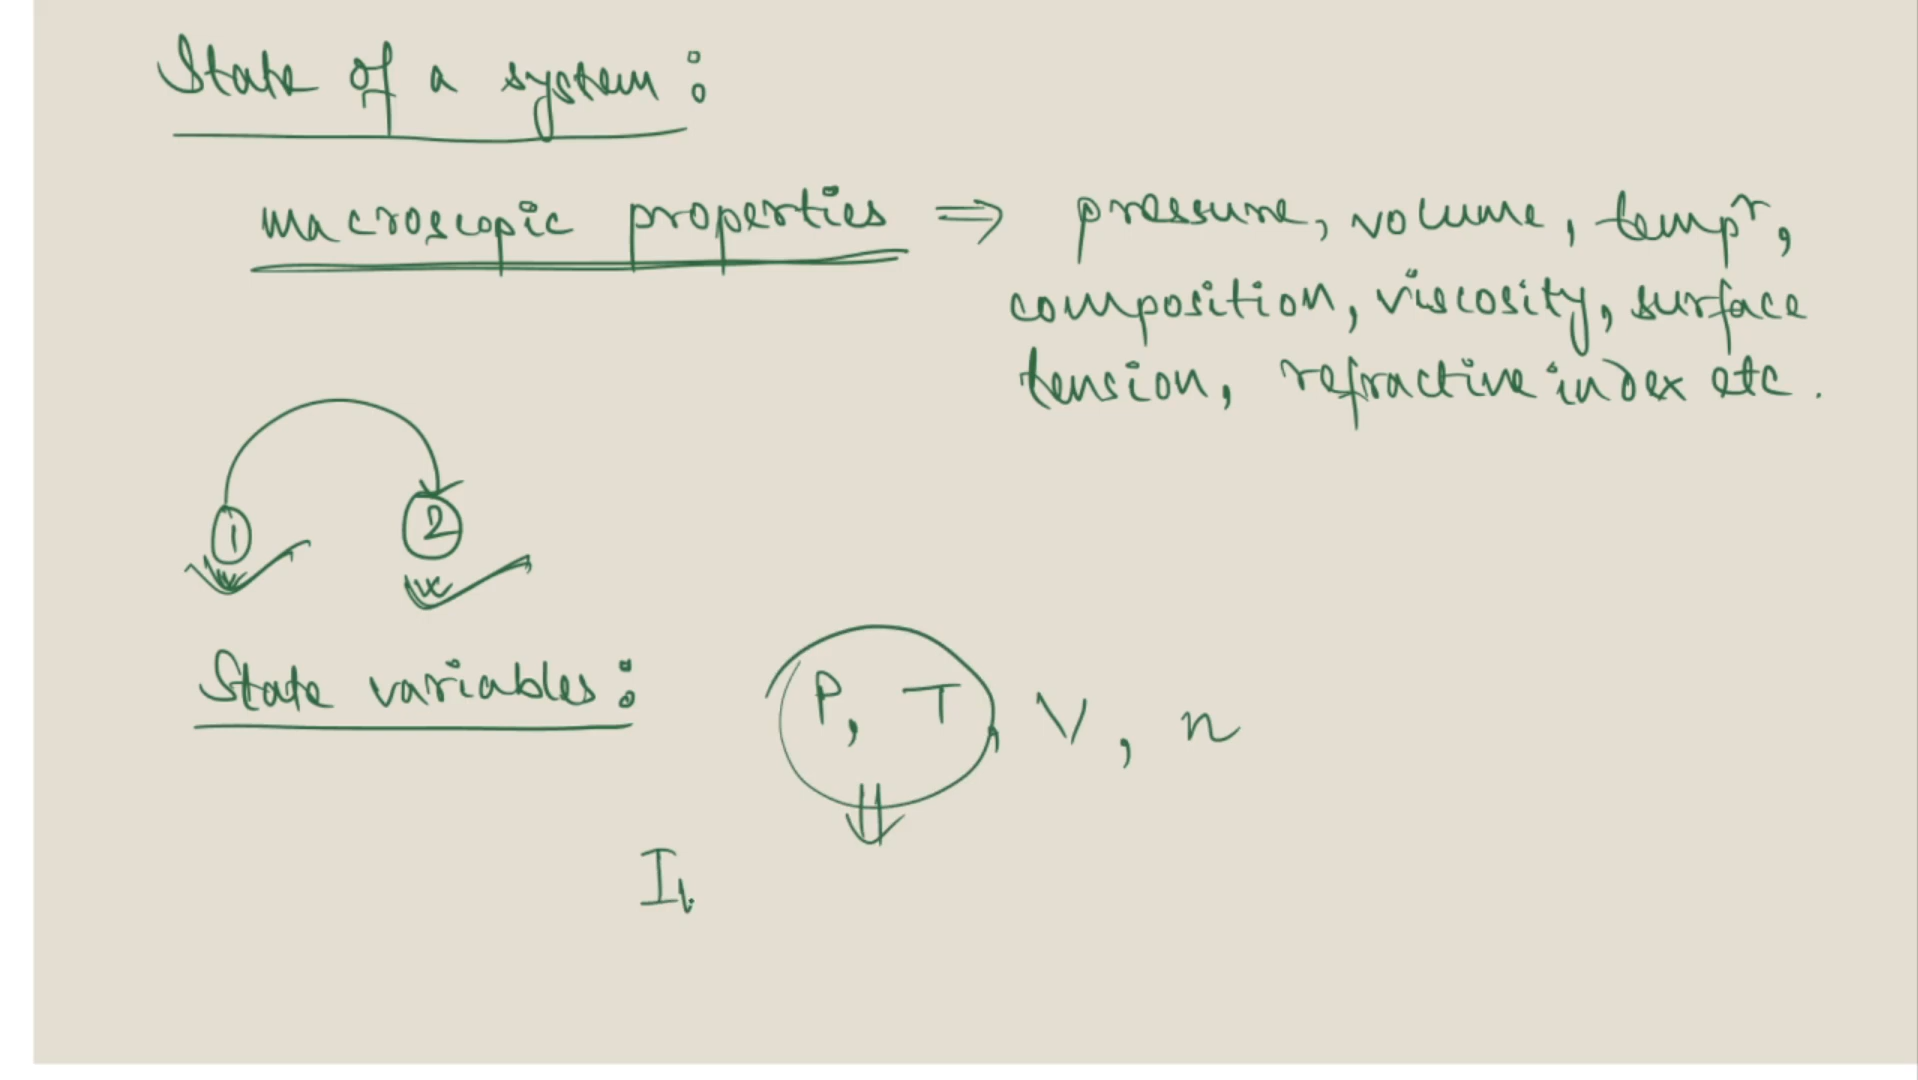 State of a system:
macroscopic properties ⇒ pressure, volume, tempr,
composition, viscosity, surface
tension, refractive index etc.
1 2
State variables: P, T, V, n